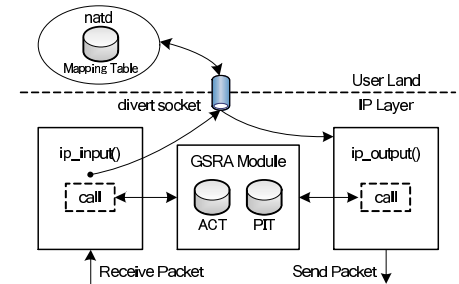 natd
Mapping Table
User Land
divert socket
IP Layer
ip_input()
GSRA Module
ip_output()
call
call
ACT
PIT
Receive Packet
Send Packet